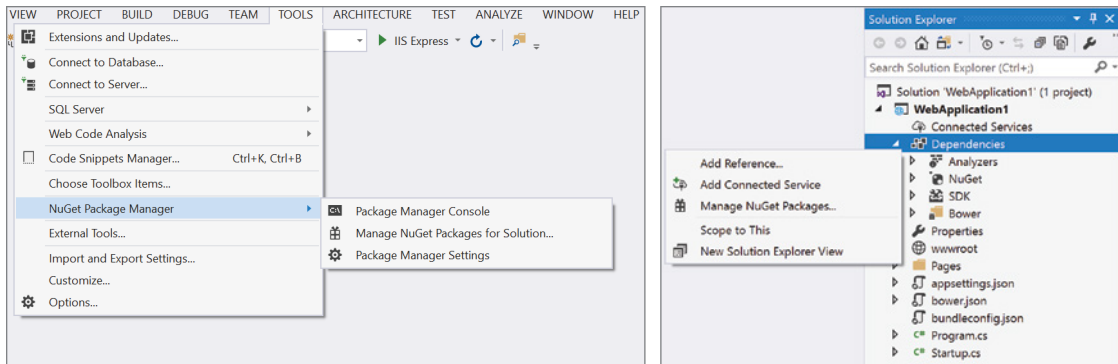 VIEW PROJECT BUILD DEBUG TEAM TOOLS ARCHITECTURE TEST ANALYZE WINDOW HELP
Extensions and Updates...
IIS Express
Connect to Database...
Connect to Server...
SQL Server
Web Code Analysis
Code Snippets Manager... Ctrl+K, Ctrl+B
Choose Toolbox Items...
NuGet Package Manager
External Tools...
Import and Export Settings...
Customize...
Options...
Package Manager Console
Manage NuGet Packages for Solution...
Package Manager Settings
Add Reference...
Add Connected Service
Manage NuGet Packages...
Scope to This
New Solution Explorer View
Solution Explorer
Search Solution Explorer (Ctrl+;)
Solution 'WebApplication1' (1 project)
WebApplication1
Connected Services
Dependencies
Analyzers
NuGet
SDK
Bower
Properties
wwwroot
Pages
appsettings.json
bower.json
bundleconfig.json
C# Program.cs
C# Startup.cs